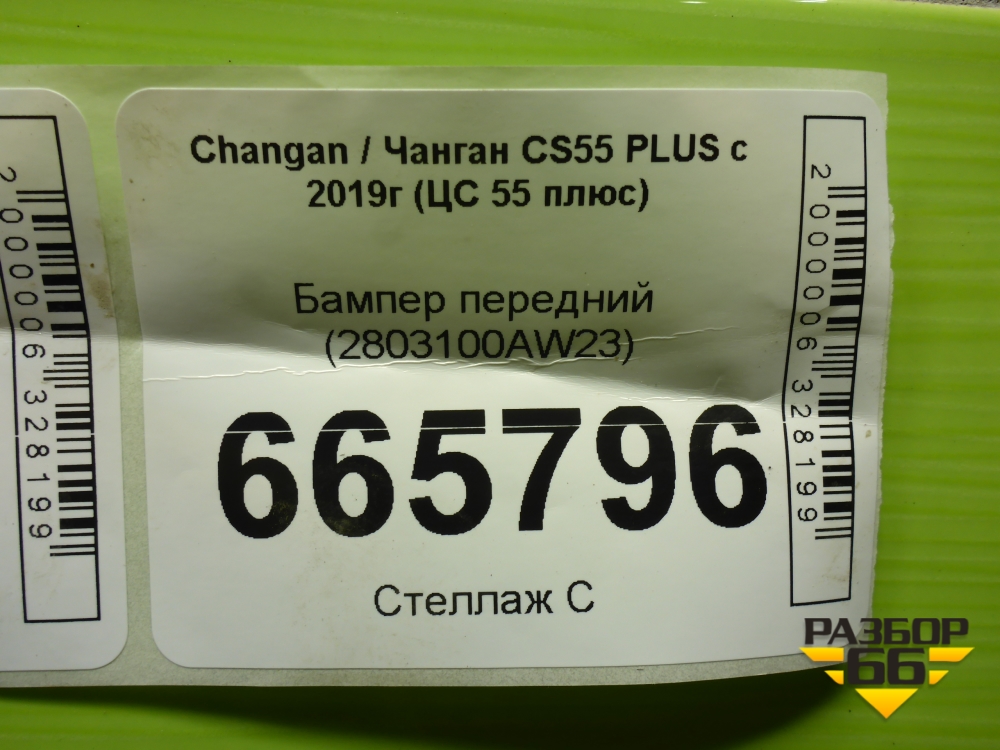 Changan / Чанган CS55 PLUS с
2019г (ЦС 55 плюс)
Бампер передний
(2803100AW23)
665796
Стеллаж С
2000006328199
2000006328199
РАЗБОР
66